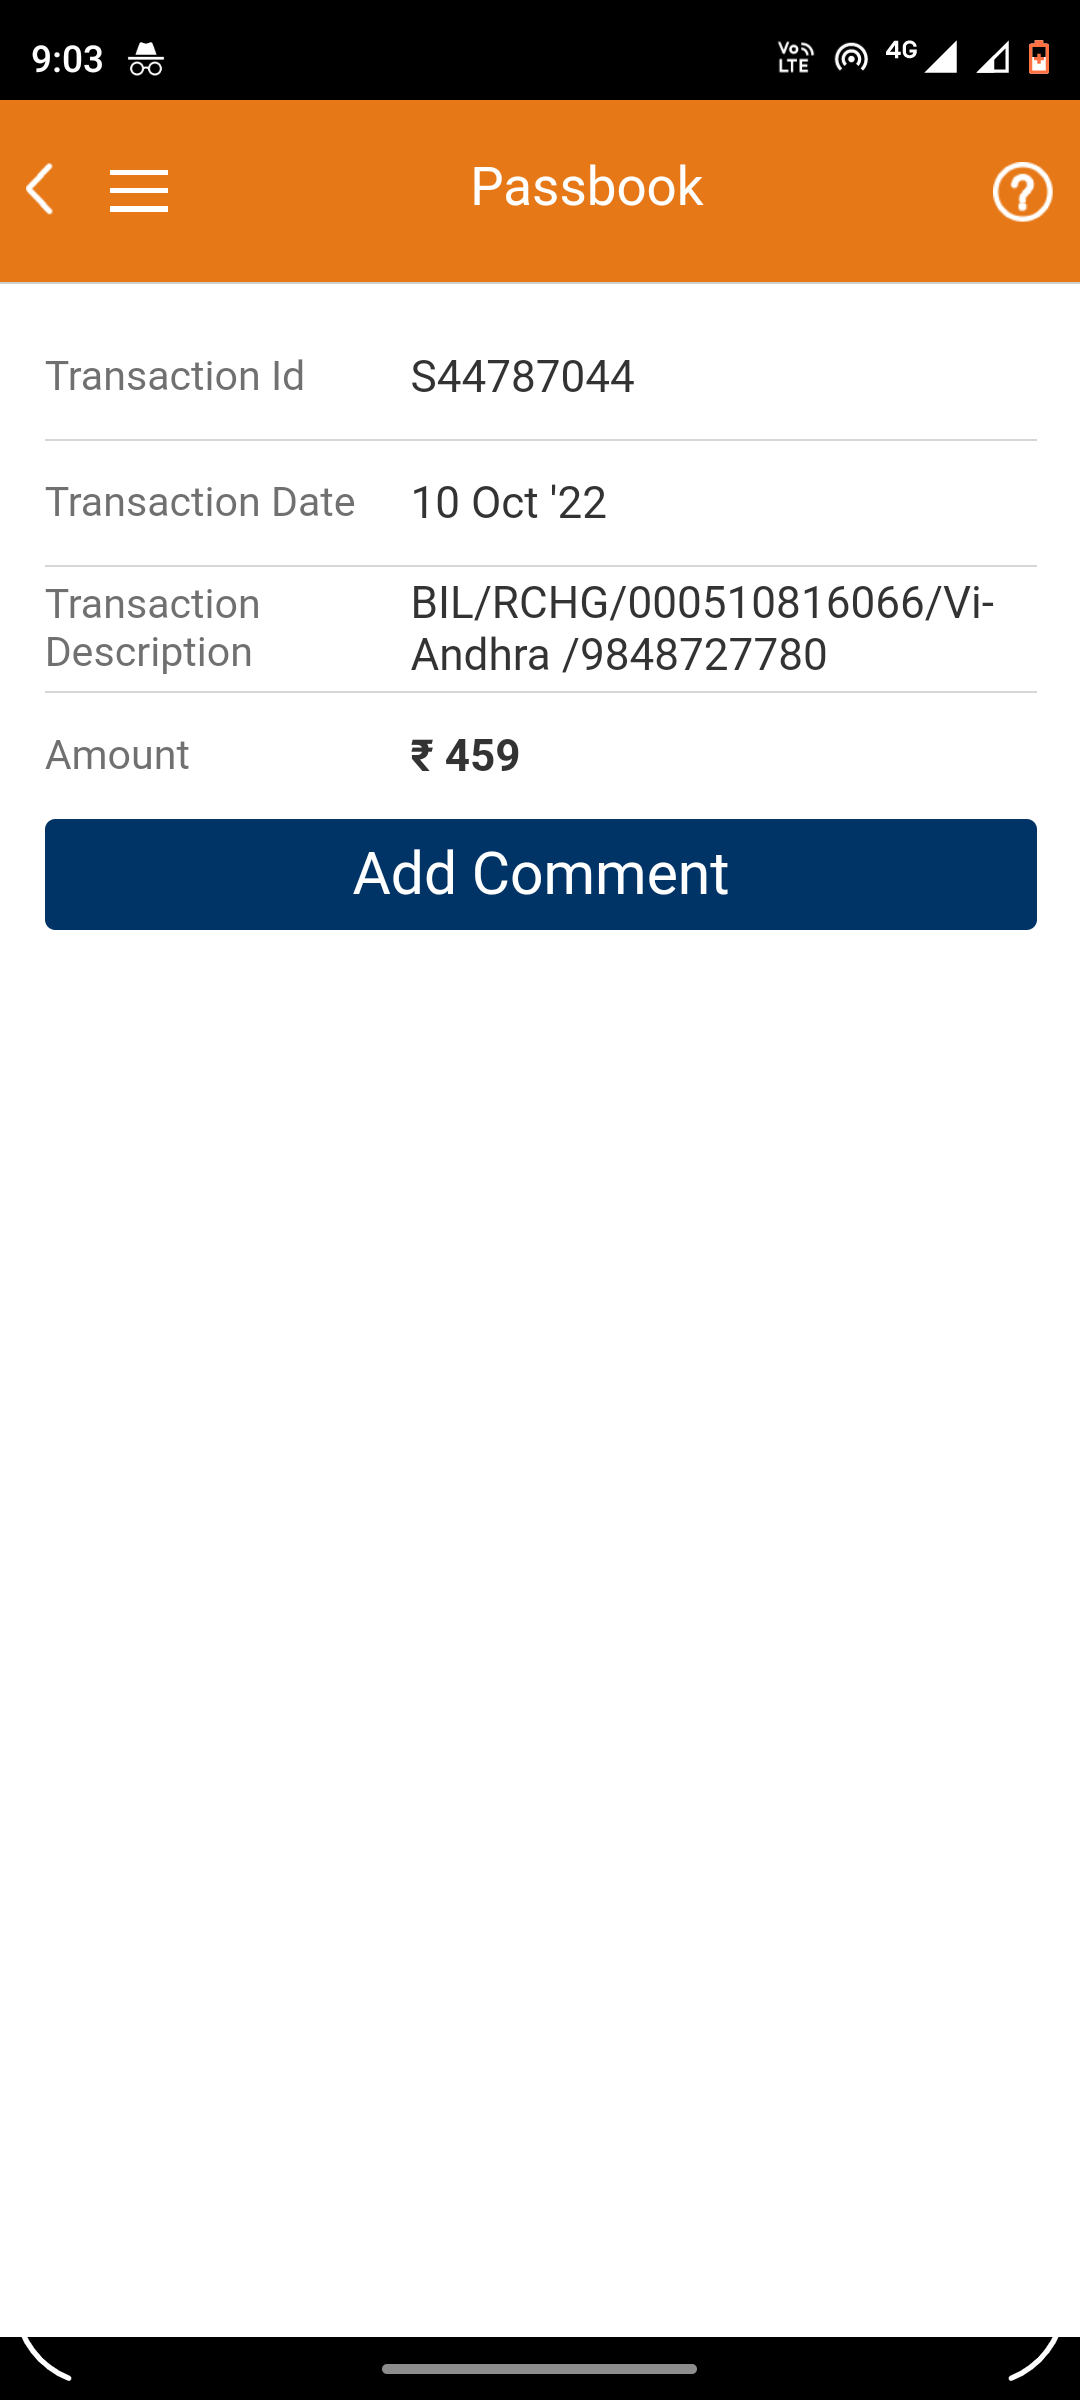 9:03
Vo LTE 4G
Passbook
Transaction Id S44787044
Transaction Date 10 Oct '22
Transaction BIL/RCHG/000510816066/Vi-
Description Andhra /9848727780
Amount ₹ 459
Add Comment